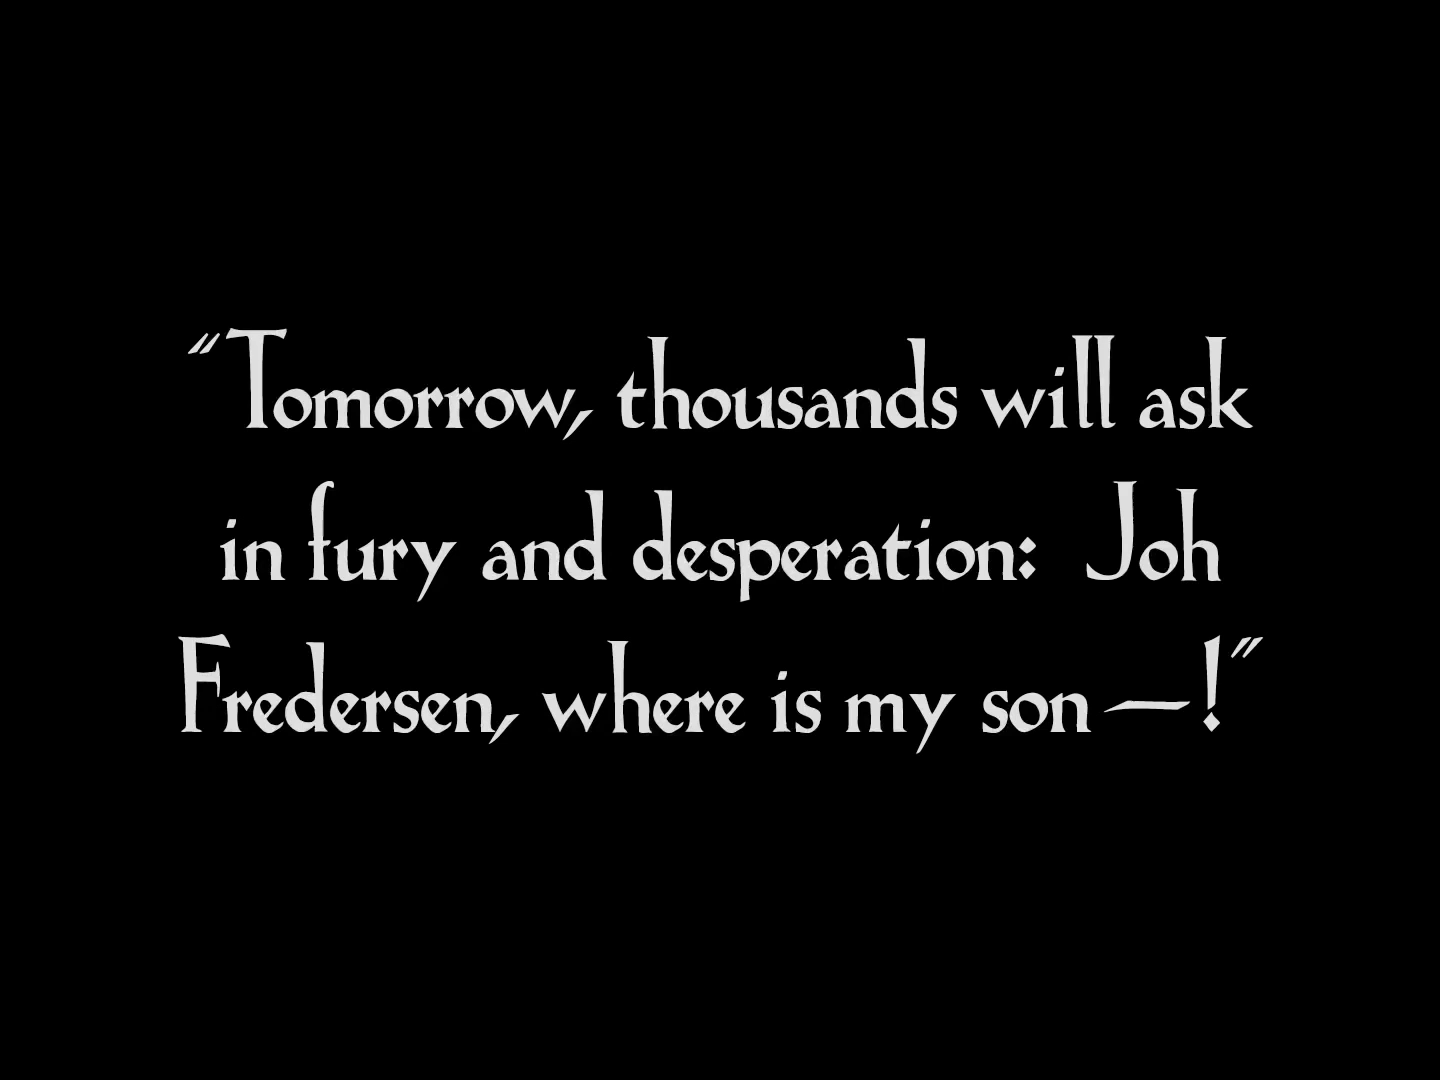 “Tomorrow, thousands will ask
in fury and desperation: Joh
Fredersen, where is my son—!”